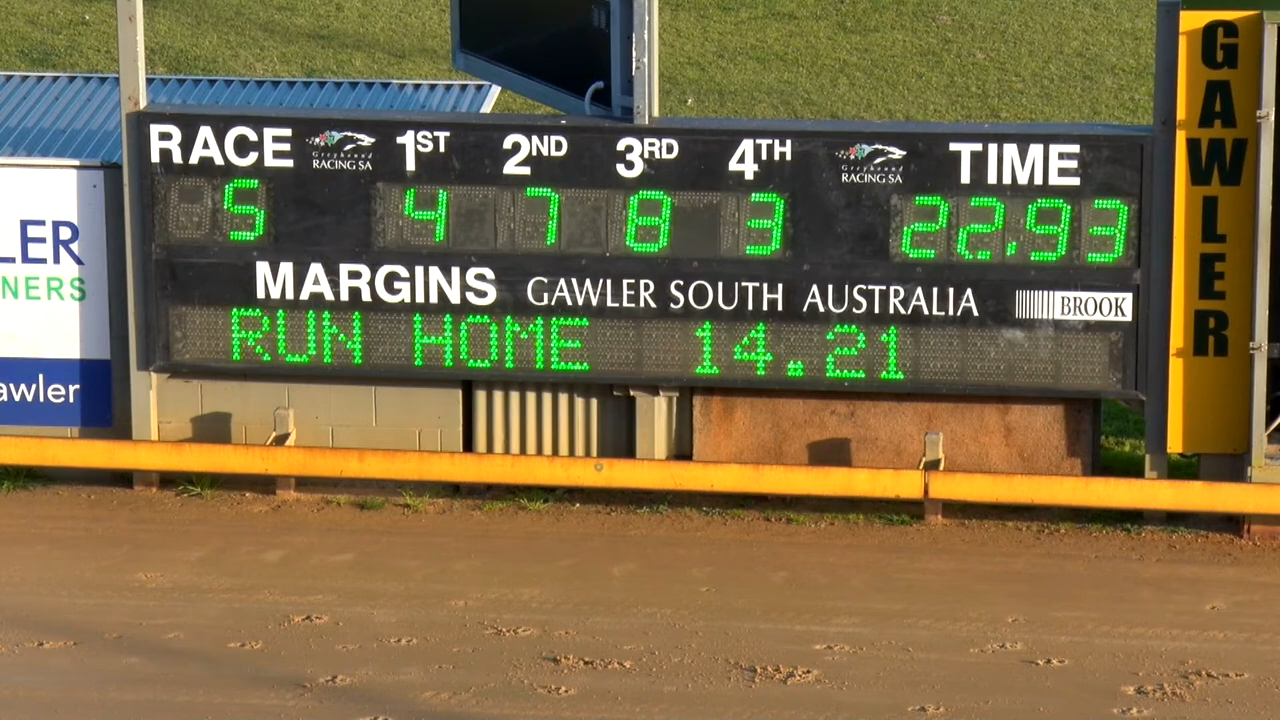 RACE Greyhound RACING SA 1ST 2ND 3RD 4TH Greyhound RACING SA TIME
5 4 7 8 3 22.93
MARGINS GAWLER SOUTH AUSTRALIA BROOK
RUN HOME 14.21
LER
NERS
awler
GAWLER